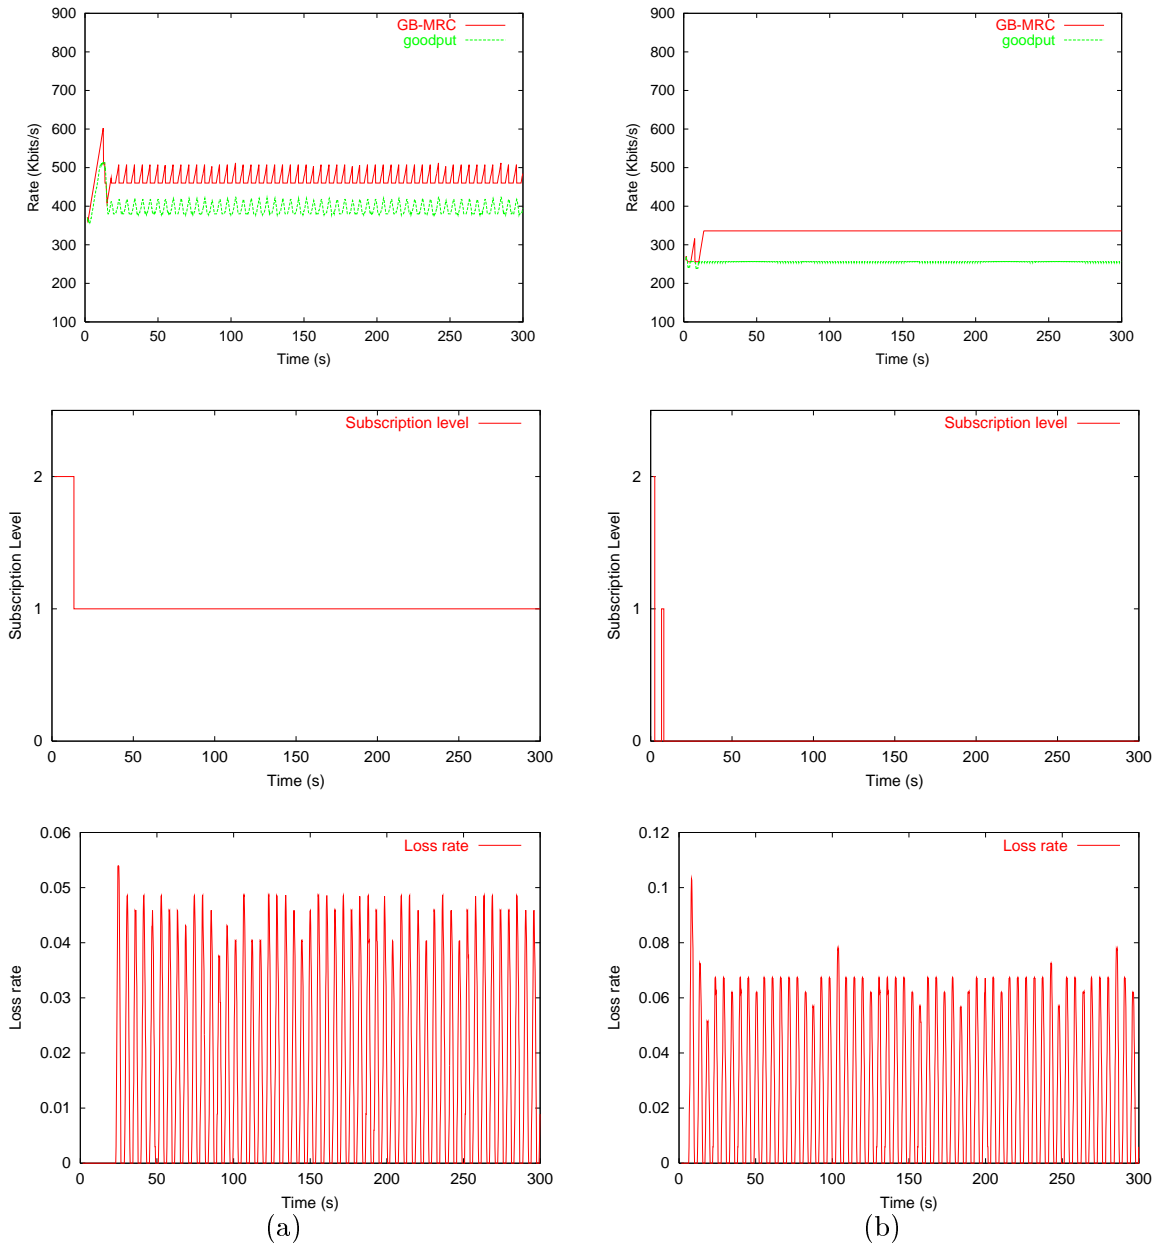 900
800
700
600
500
400
300
200
100
0 50 100 150 200 250 300
Rate (Kbits/s)
Time (s)
GB-MRC
goodput
900
800
700
600
500
400
300
200
100
0 50 100 150 200 250 300
Rate (Kbits/s)
Time (s)
GB-MRC
goodput
2
1
0
0 50 100 150 200 250 300
Subscription Level
Time (s)
Subscription level
2
1
0
0 50 100 150 200 250 300
Subscription Level
Time (s)
Subscription level
0.06
0.05
0.04
0.03
0.02
0.01
0
0 50 100 150 200 250 300
Loss rate
Time (s)
Loss rate
0.12
0.1
0.08
0.06
0.04
0.02
0
0 50 100 150 200 250 300
Loss rate
Time (s)
Loss rate
(a)
(b)